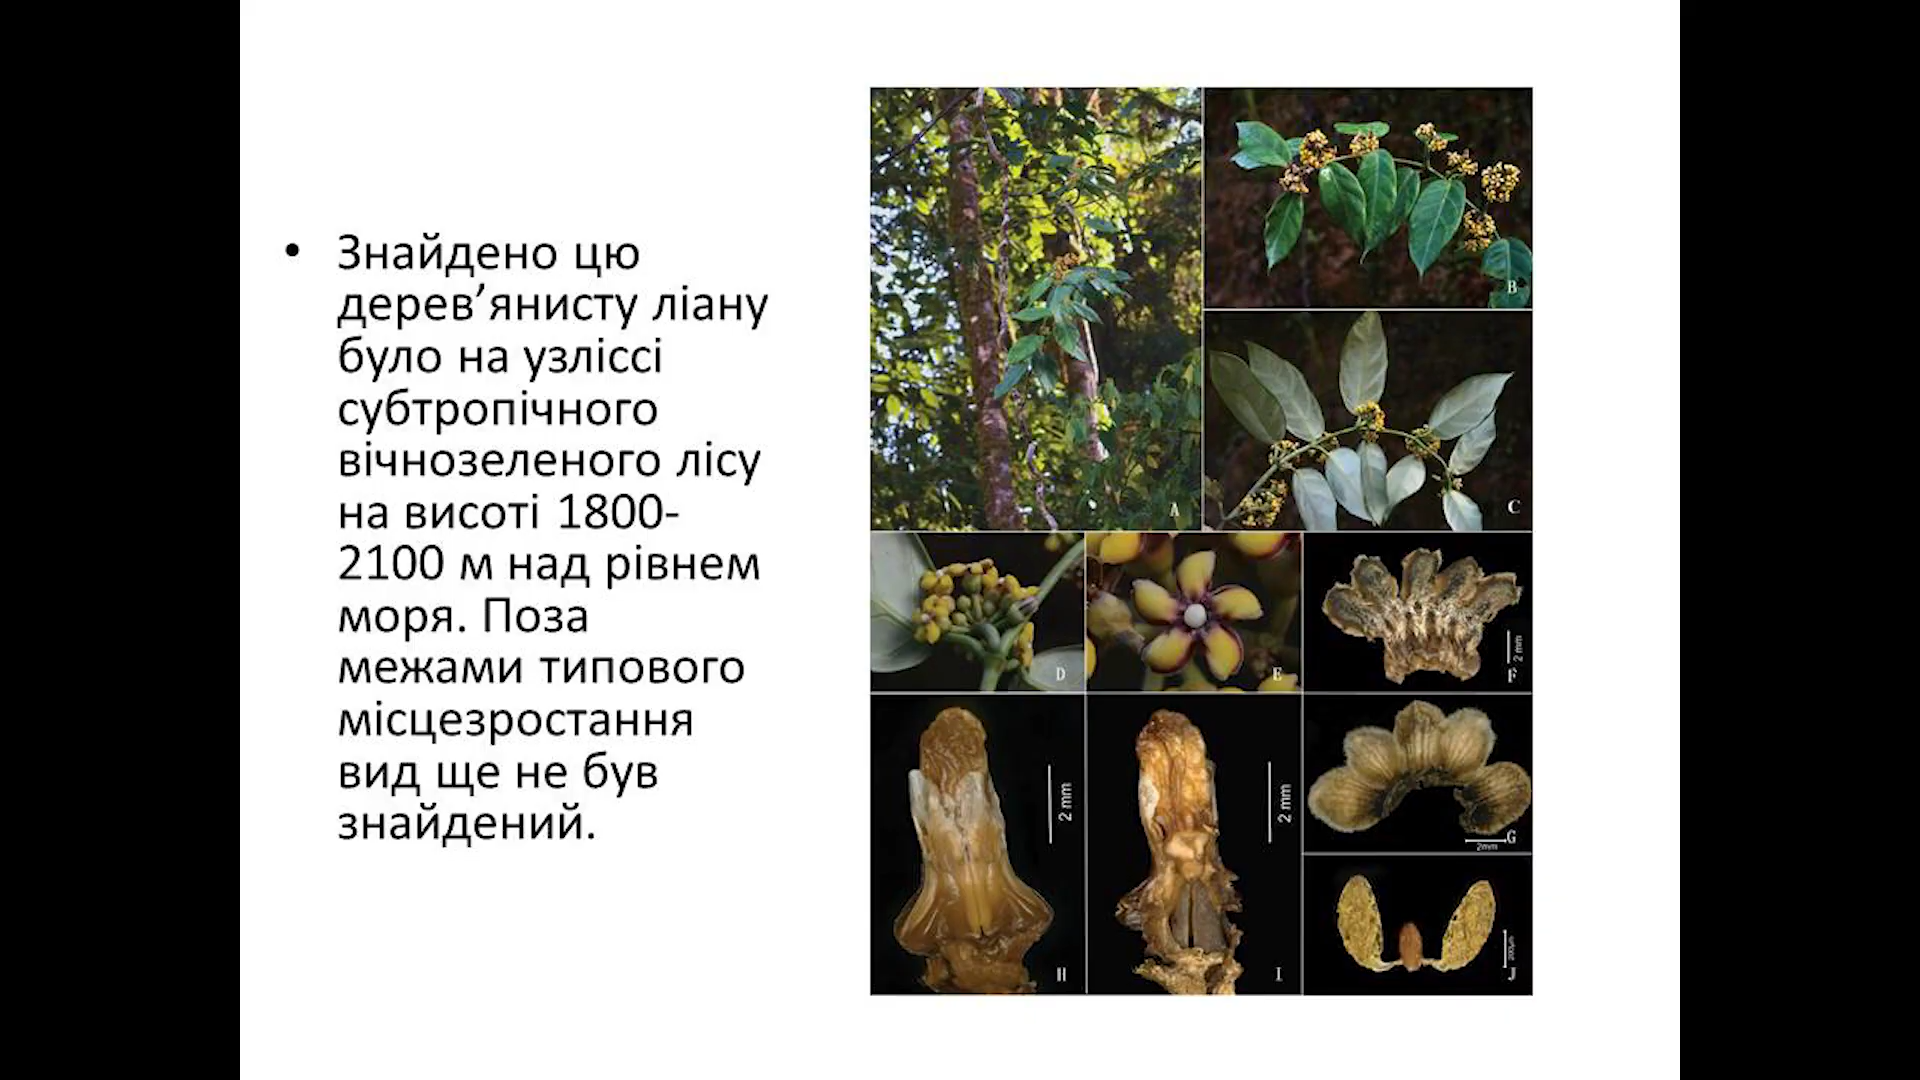 • Знайдено цю
дерев’янисту ліану
було на узліссі
субтропічного
вічнозеленого лісу
на висоті 1800-
2100 м над рівнем
моря. Поза
межами типового
місцезростання
вид ще не був
знайдений.
A
B
C
D
E
2 mm
F
2mm
G
2 mm
H
2 mm
I
J